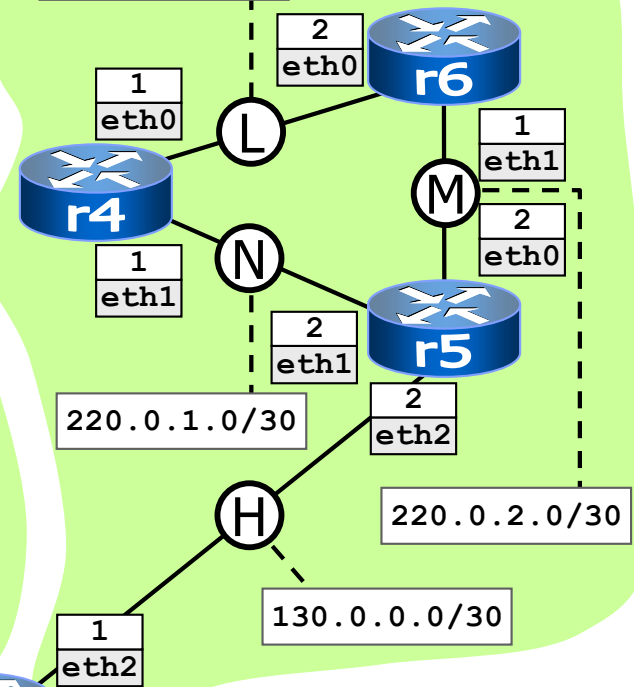 2
eth0
r6
1
eth0
L
1
eth1
M
r4
2
eth0
N
1
eth1
2
eth1
r5
2
eth2
220.0.1.0/30
H
220.0.2.0/30
130.0.0.0/30
1
eth2